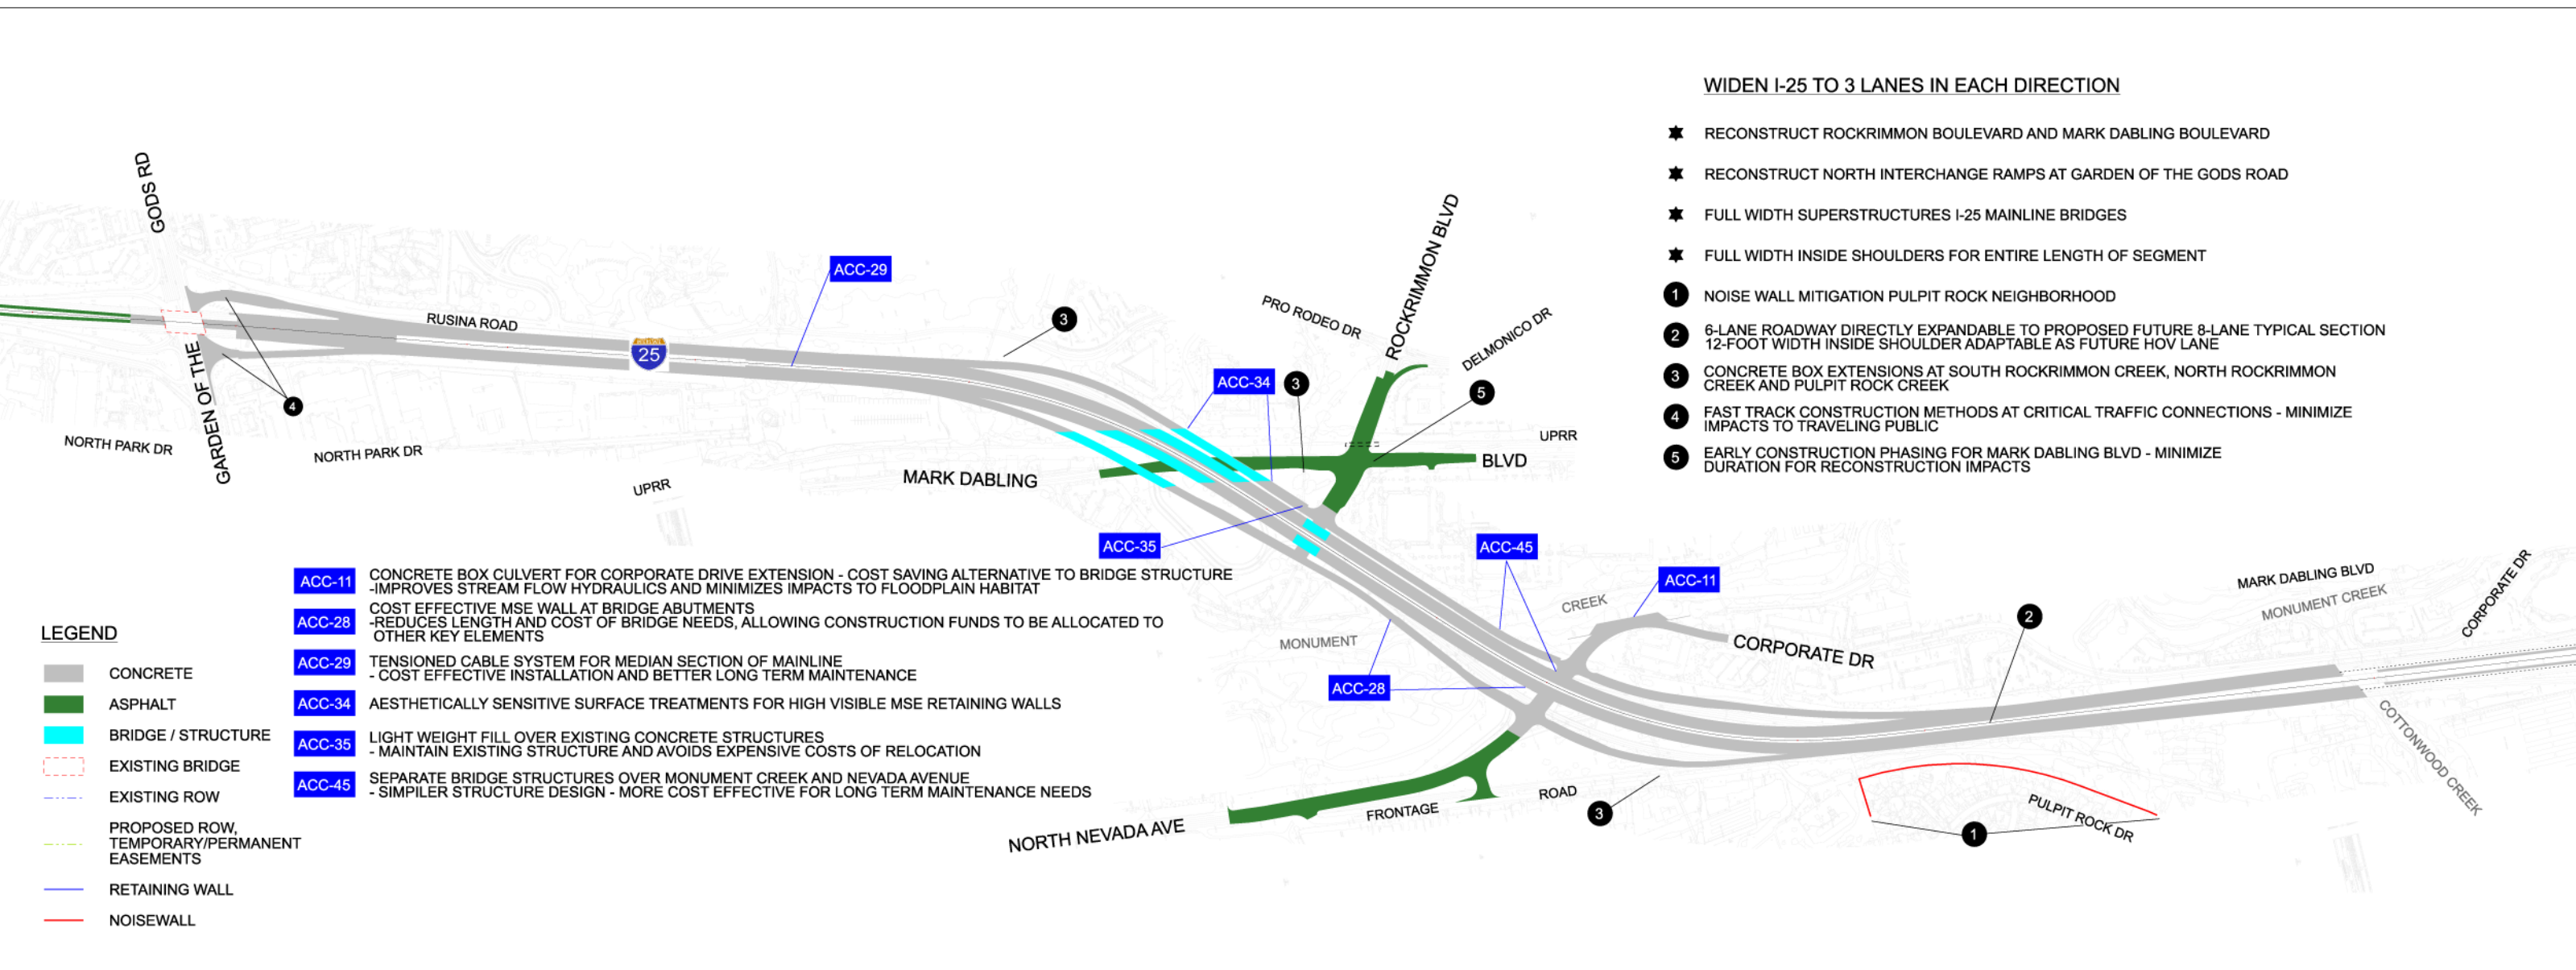 WIDEN I-25 TO 3 LANES IN EACH DIRECTION
RECONSTRUCT ROCKRIMMON BOULEVARD AND MARK DABLING BOULEVARD
RECONSTRUCT NORTH INTERCHANGE RAMPS AT GARDEN OF THE GODS ROAD
FULL WIDTH SUPERSTRUCTURES I-25 MAINLINE BRIDGES
FULL WIDTH INSIDE SHOULDERS FOR ENTIRE LENGTH OF SEGMENT
1 NOISE WALL MITIGATION PULPIT ROCK NEIGHBORHOOD
2 6-LANE ROADWAY DIRECTLY EXPANDABLE TO PROPOSED FUTURE 8-LANE TYPICAL SECTION
12-FOOT WIDTH INSIDE SHOULDER ADAPTABLE AS FUTURE HOV LANE
3 CONCRETE BOX EXTENSIONS AT SOUTH ROCKRIMMON CREEK, NORTH ROCKRIMMON
CREEK AND PULPIT ROCK CREEK
4 FAST TRACK CONSTRUCTION METHODS AT CRITICAL TRAFFIC CONNECTIONS - MINIMIZE
IMPACTS TO TRAVELING PUBLIC
5 EARLY CONSTRUCTION PHASING FOR MARK DABLING BLVD - MINIMIZE
DURATION FOR RECONSTRUCTION IMPACTS
GARDEN OF THE
GODS RD
NORTH PARK DR
4
NORTH PARK DR
RUSINA ROAD
25
ACC-29
3
UPRR
MARK DABLING
BLVD
ACC-34
3
PRO RODEO DR
ROCKRIMMON BLVD
DELMONICO DR
5
UPRR
ACC-35
ACC-45
ACC-11
MONUMENT
CREEK
ACC-28
CORPORATE DR
2
MARK DABLING BLVD
MONUMENT CREEK
CORPORATE DR
COTTONWOOD CREEK
NORTH NEVADA AVE
FRONTAGE
ROAD
3
1
PULPIT ROCK DR
ACC-11 CONCRETE BOX CULVERT FOR CORPORATE DRIVE EXTENSION - COST SAVING ALTERNATIVE TO BRIDGE STRUCTURE
-IMPROVES STREAM FLOW HYDRAULICS AND MINIMIZES IMPACTS TO FLOODPLAIN HABITAT
ACC-28 COST EFFECTIVE MSE WALL AT BRIDGE ABUTMENTS
-REDUCES LENGTH AND COST OF BRIDGE NEEDS, ALLOWING CONSTRUCTION FUNDS TO BE ALLOCATED TO
OTHER KEY ELEMENTS
ACC-29 TENSIONED CABLE SYSTEM FOR MEDIAN SECTION OF MAINLINE
- COST EFFECTIVE INSTALLATION AND BETTER LONG TERM MAINTENANCE
ACC-34 AESTHETICALLY SENSITIVE SURFACE TREATMENTS FOR HIGH VISIBLE MSE RETAINING WALLS
ACC-35 LIGHT WEIGHT FILL OVER EXISTING CONCRETE STRUCTURES
- MAINTAIN EXISTING STRUCTURE AND AVOIDS EXPENSIVE COSTS OF RELOCATION
ACC-45 SEPARATE BRIDGE STRUCTURES OVER MONUMENT CREEK AND NEVADA AVENUE
- SIMPILER STRUCTURE DESIGN - MORE COST EFFECTIVE FOR LONG TERM MAINTENANCE NEEDS
LEGEND
CONCRETE
ASPHALT
BRIDGE / STRUCTURE
EXISTING BRIDGE
EXISTING ROW
PROPOSED ROW,
TEMPORARY/PERMANENT
EASEMENTS
RETAINING WALL
NOISEWALL